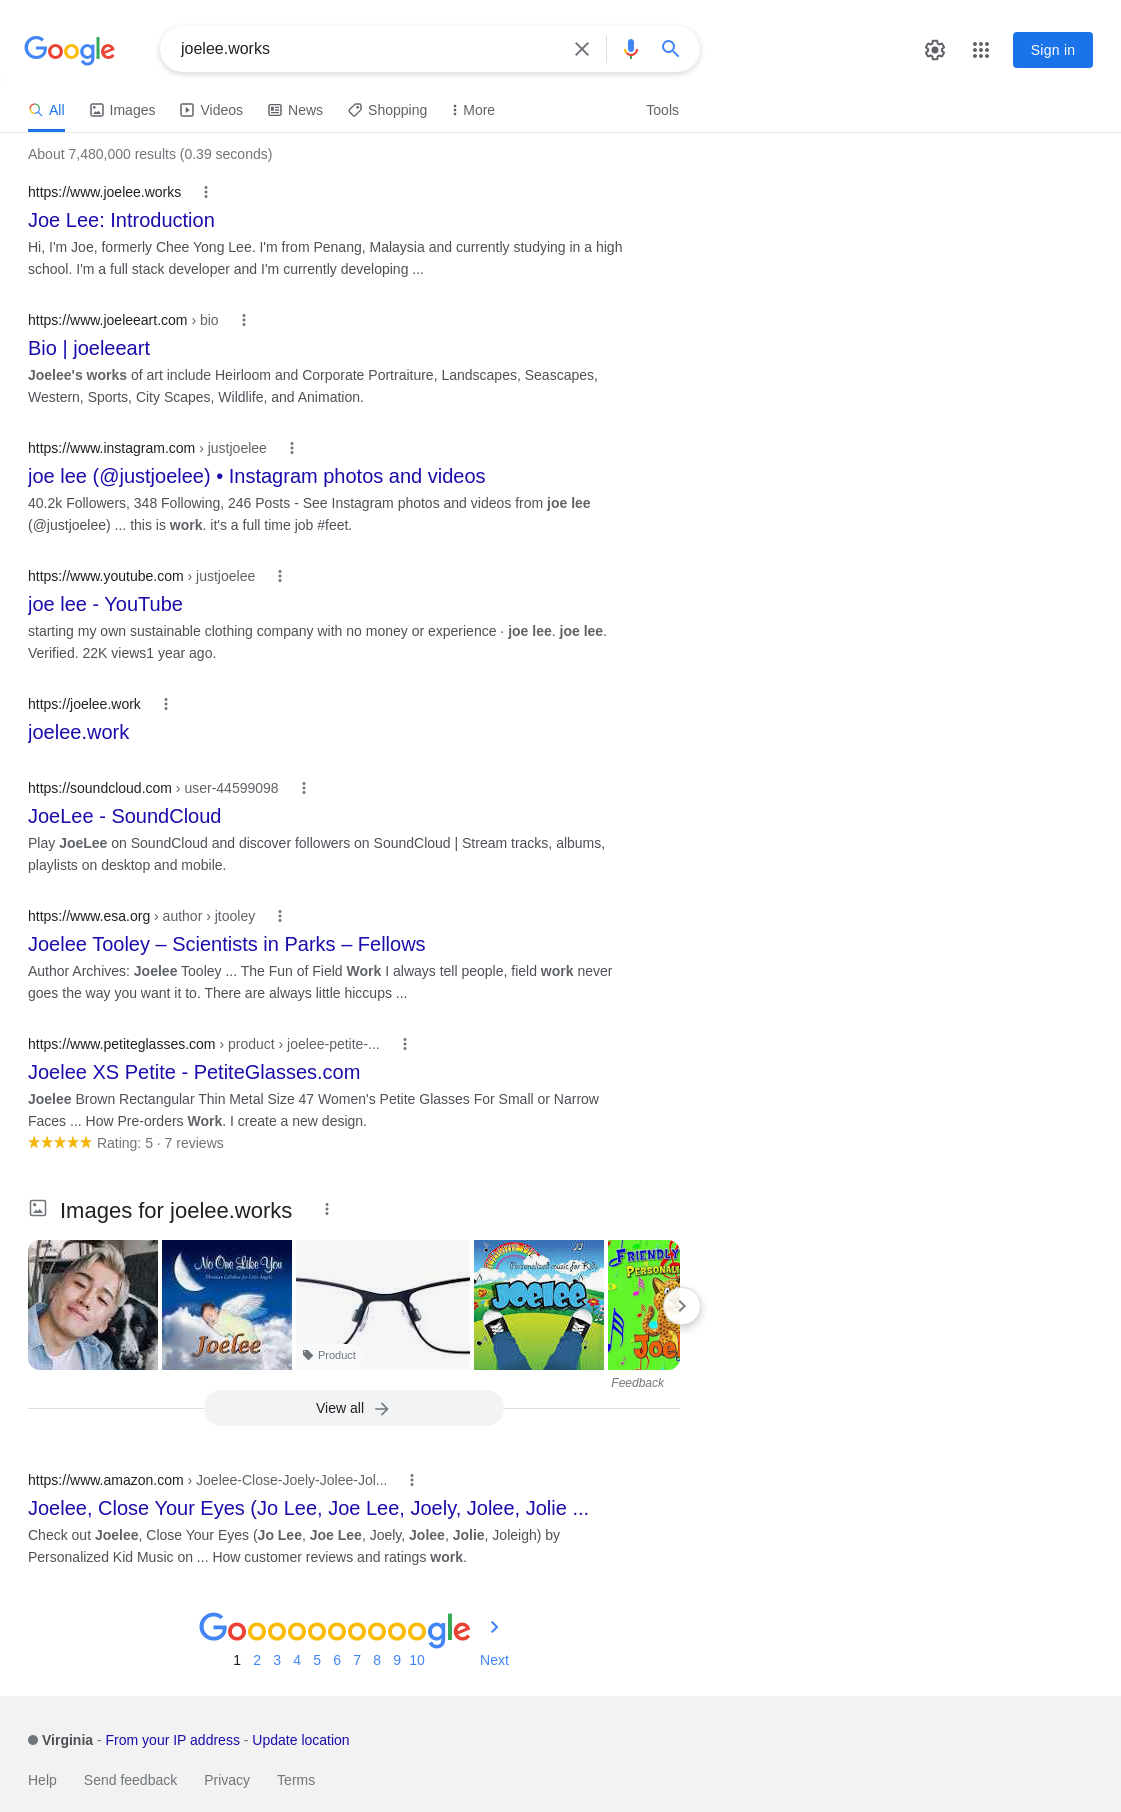 Google
joelee.works
Sign in
All Images Videos News Shopping More Tools
About 7,480,000 results (0.39 seconds)
https://www.joelee.works
Joe Lee: Introduction
Hi, I'm Joe, formerly Chee Yong Lee. I'm from Penang, Malaysia and currently studying in a high
school. I'm a full stack developer and I'm currently developing ...
https://www.joeleeart.com › bio
Bio | joeleeart
Joelee's works of art include Heirloom and Corporate Portraiture, Landscapes, Seascapes,
Western, Sports, City Scapes, Wildlife, and Animation.
https://www.instagram.com › justjoelee
joe lee (@justjoelee) • Instagram photos and videos
40.2k Followers, 348 Following, 246 Posts - See Instagram photos and videos from joe lee
(@justjoelee) ... this is work. it's a full time job #feet.
https://www.youtube.com › justjoelee
joe lee - YouTube
starting my own sustainable clothing company with no money or experience · joe lee. joe lee.
Verified. 22K views1 year ago.
https://joelee.work
joelee.work
https://soundcloud.com › user-44599098
JoeLee - SoundCloud
Play JoeLee on SoundCloud and discover followers on SoundCloud | Stream tracks, albums,
playlists on desktop and mobile.
https://www.esa.org › author › jtooley
Joelee Tooley – Scientists in Parks – Fellows
Author Archives: Joelee Tooley ... The Fun of Field Work I always tell people, field work never
goes the way you want it to. There are always little hiccups ...
https://www.petiteglasses.com › product › joelee-petite-...
Joelee XS Petite - PetiteGlasses.com
Joelee Brown Rectangular Thin Metal Size 47 Women's Petite Glasses For Small or Narrow
Faces ... How Pre-orders Work. I create a new design.
Rating: 5 · 7 reviews
Images for joelee.works
No One Like You
Christian Lullabies for Little Angels
Joelee
Product
Personalized music for Kids
JOELEE
FRIENDLY
PERSONAL
Joe
Feedback
View all
https://www.amazon.com › Joelee-Close-Joely-Jolee-Jol...
Joelee, Close Your Eyes (Jo Lee, Joe Lee, Joely, Jolee, Jolie ...
Check out Joelee, Close Your Eyes (Jo Lee, Joe Lee, Joely, Jolee, Jolie, Joleigh) by
Personalized Kid Music on ... How customer reviews and ratings work.
Goooooooooogle
1 2 3 4 5 6 7 8 9 10 Next
Virginia - From your IP address - Update location
Help Send feedback Privacy Terms